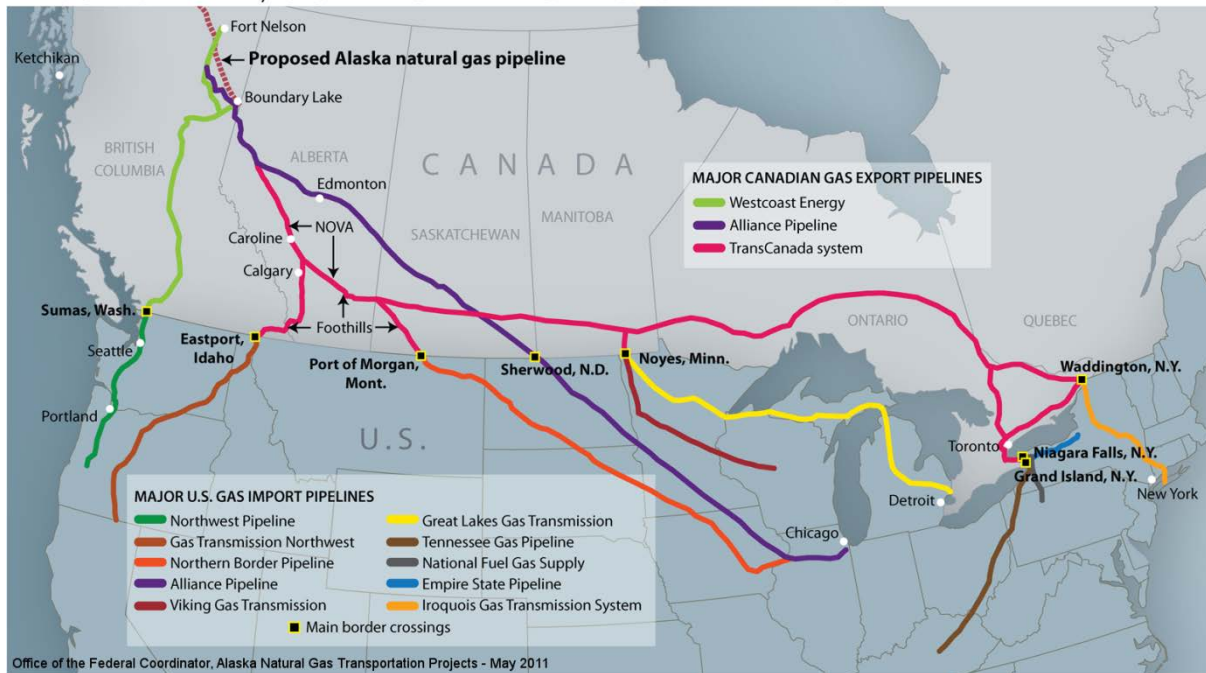 Fort Nelson
Ketchikan
Proposed Alaska natural gas pipeline
Boundary Lake
BRITISH
COLUMBIA
ALBERTA
CANADA
Edmonton
MANITOBA
SASKATCHEWAN
NOVA
Caroline
Calgary
MAJOR CANADIAN GAS EXPORT PIPELINES
Westcoast Energy
Alliance Pipeline
TransCanada system
Sumas, Wash.
Seattle
Eastport,
Idaho
Foothills
Port of Morgan,
Mont.
Sherwood, N.D.
Noyes, Minn.
ONTARIO
QUEBEC
Waddington, N.Y.
Portland
U.S.
Toronto
Niagara Falls, N.Y.
Grand Island, N.Y.
Detroit
New York
Chicago
MAJOR U.S. GAS IMPORT PIPELINES
Northwest Pipeline
Gas Transmission Northwest
Northern Border Pipeline
Alliance Pipeline
Viking Gas Transmission
Great Lakes Gas Transmission
Tennessee Gas Pipeline
National Fuel Gas Supply
Empire State Pipeline
Iroquois Gas Transmission System
Main border crossings
Office of the Federal Coordinator, Alaska Natural Gas Transportation Projects - May 2011